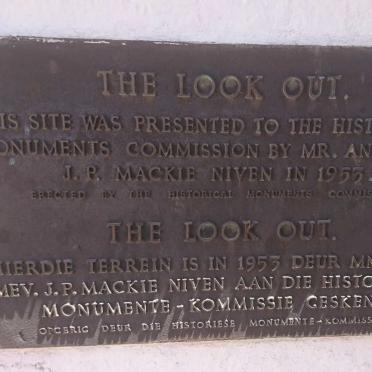 THE LOOK OUT.
IS SITE WAS PRESENTED TO THE HIST
ONUMENTS COMMISSION BY MR. AN
J. P. MACKIE NIVEN IN 1953.
ERECTED BY THE HISTORICAL MONUMENTS COMMISS
THE LOOK OUT.
HIERDIE TERREIN IS IN 1953 DEUR MN
MEV. J. P. MACKIE NIVEN AAN DIE HISTO
MONUMENTE-KOMMISSIE GESKEN
OPGERIG DEUR DIE HISTORIESE MONUMENTE-KOMMISS